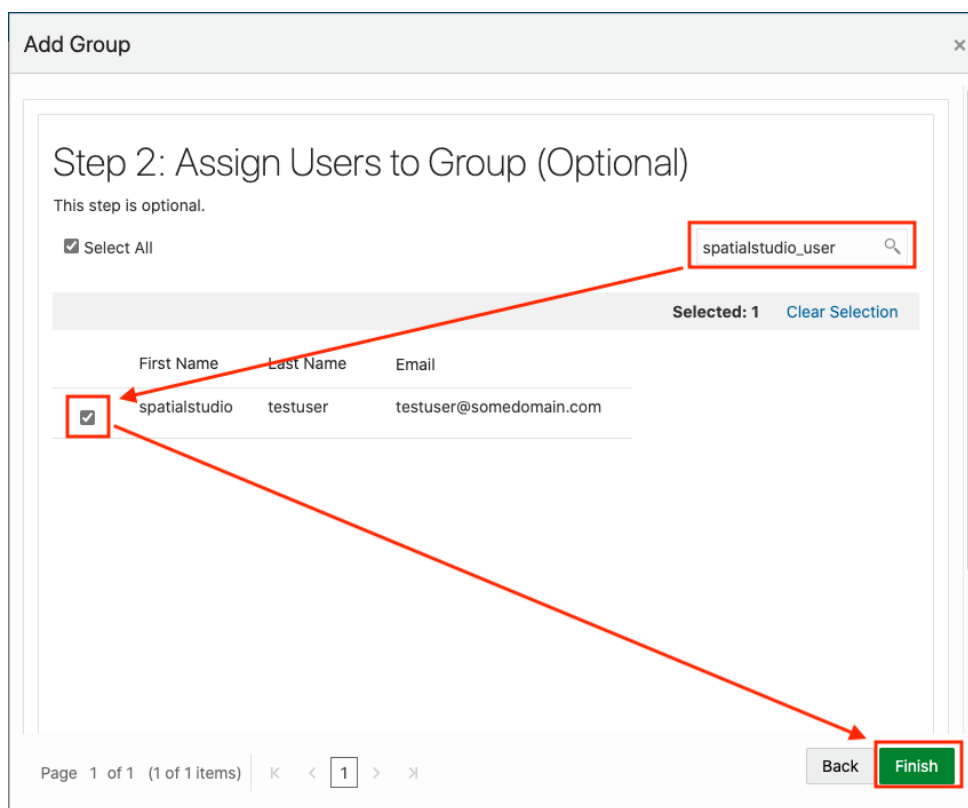 Add Group
×
Step 2: Assign Users to Group (Optional)
This step is optional.
Select All
spatialstudio_user
Selected: 1 Clear Selection
First Name Last Name Email
spatialstudio testuser testuser@somedomain.com
Back Finish
Page 1 of 1 (1 of 1 items) 1